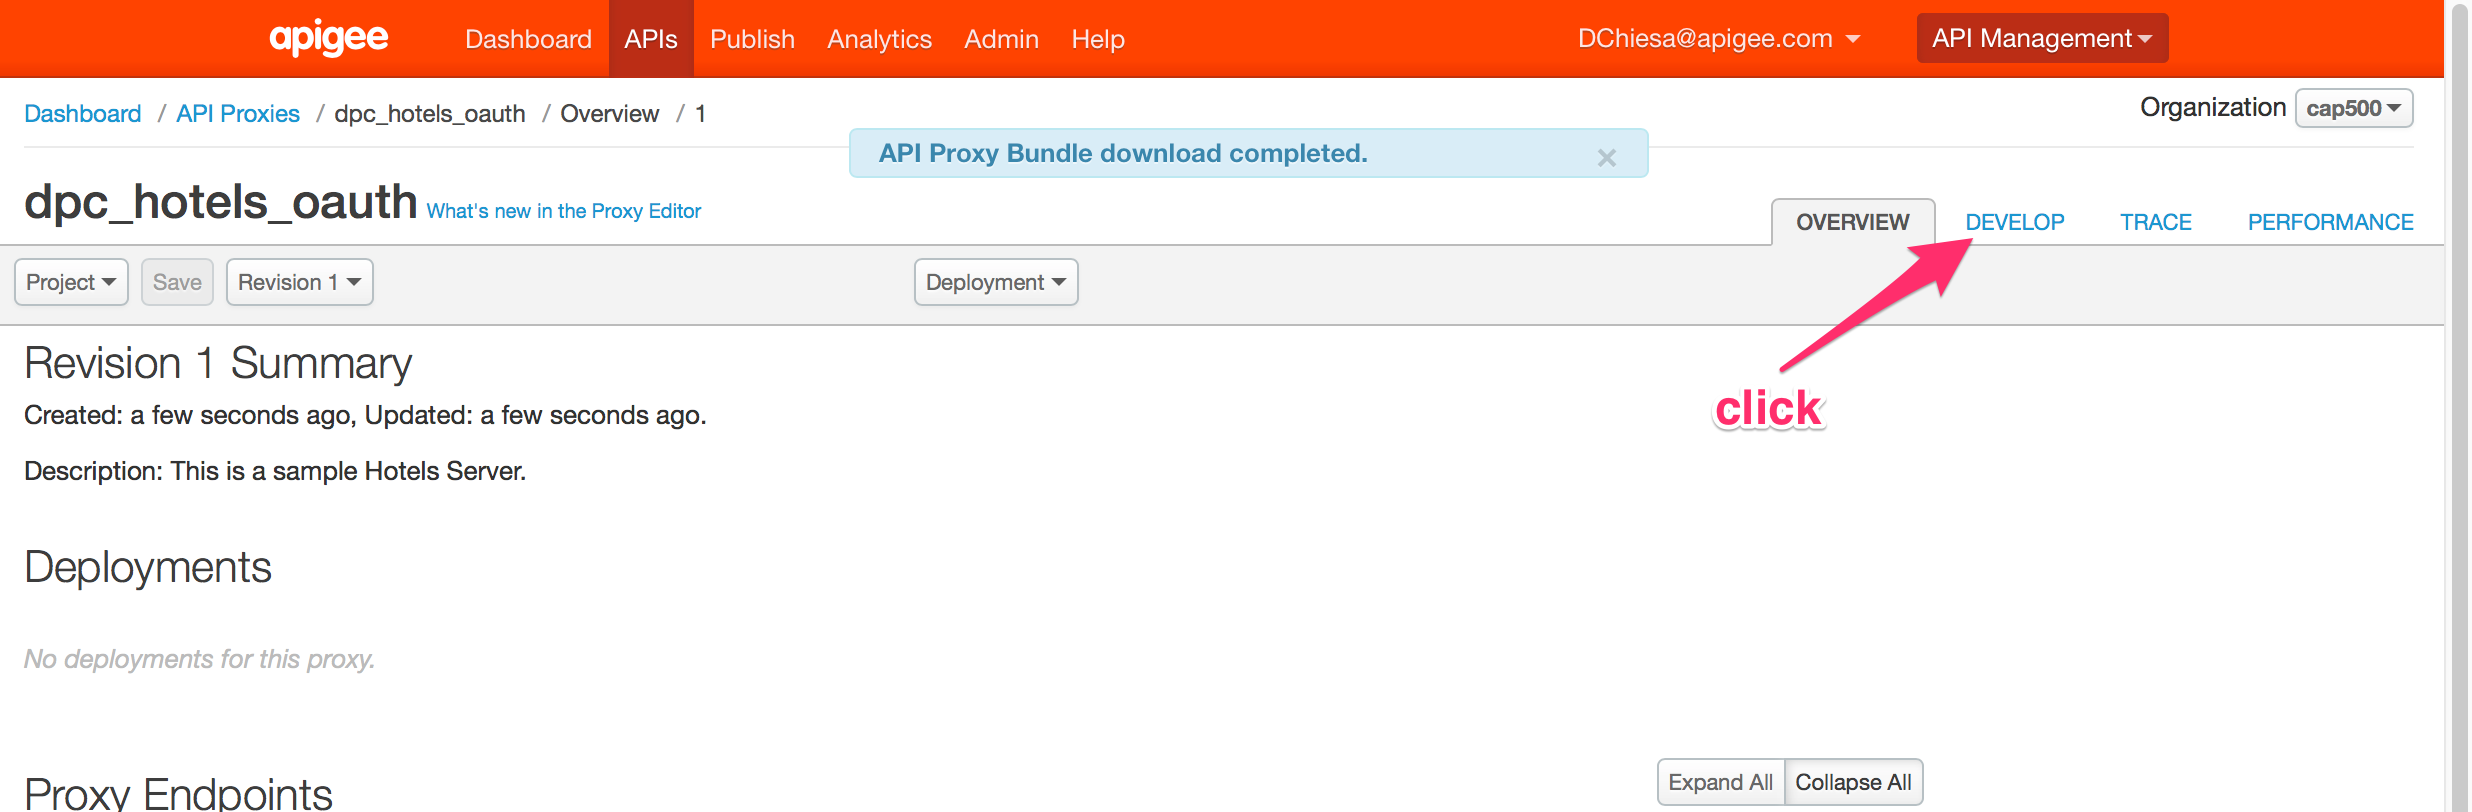 apigee Dashboard APIs Publish Analytics Admin Help DChiesa@apigee.com API Management
Dashboard / API Proxies / dpc_hotels_oauth / Overview / 1 Organization cap500
API Proxy Bundle download completed. ×
dpc_hotels_oauth What's new in the Proxy Editor OVERVIEW DEVELOP TRACE PERFORMANCE
Project Save Revision 1 Deployment
Revision 1 Summary
click
Created: a few seconds ago, Updated: a few seconds ago.
Description: This is a sample Hotels Server.
Deployments
No deployments for this proxy.
Proxy Endpoints Expand All Collapse All